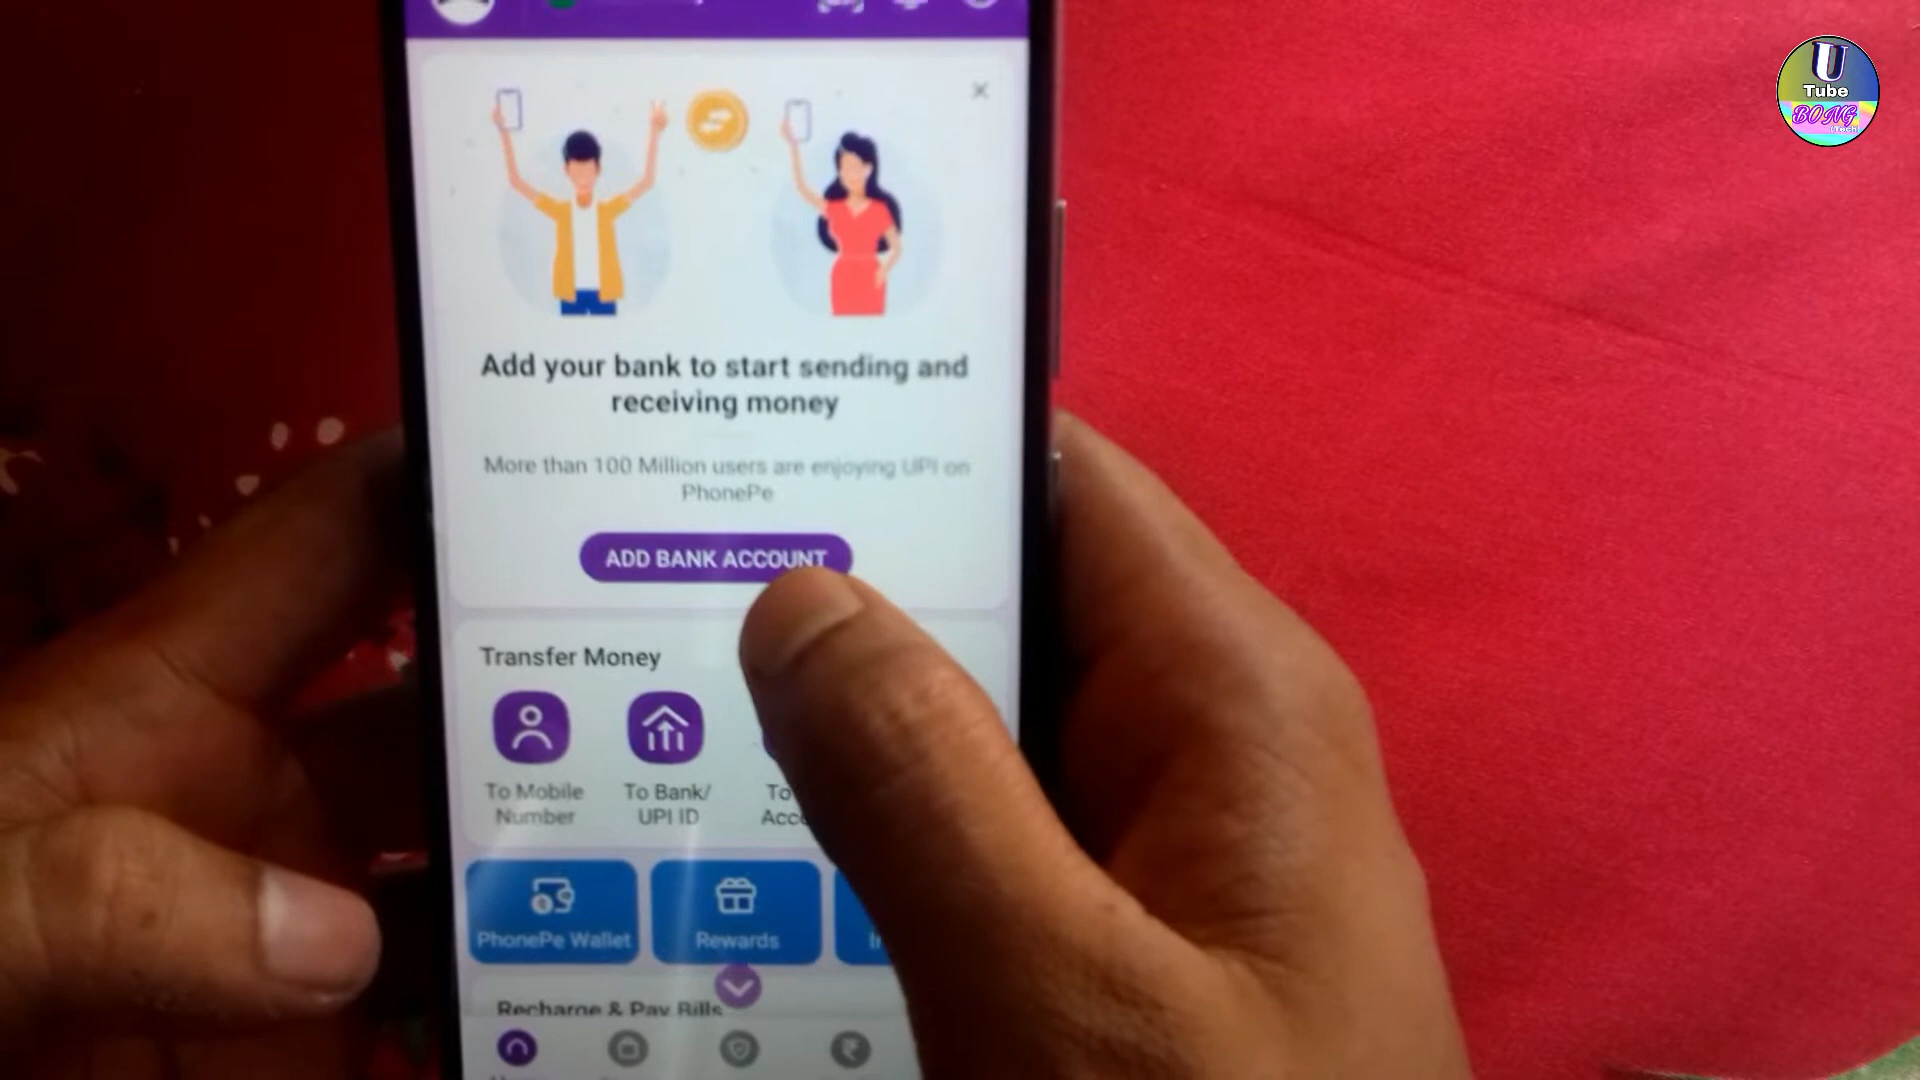 U
Tube
BONG
Add your bank to start sending and
receiving money
More than 100 Million users are enjoying UPI on
PhonePe
ADD BANK ACCOUNT
Transfer Money
To Mobile
Number
To Bank/
UPI ID
To
PhonePe Wallet
Rewards
Recharge & Pay Bills